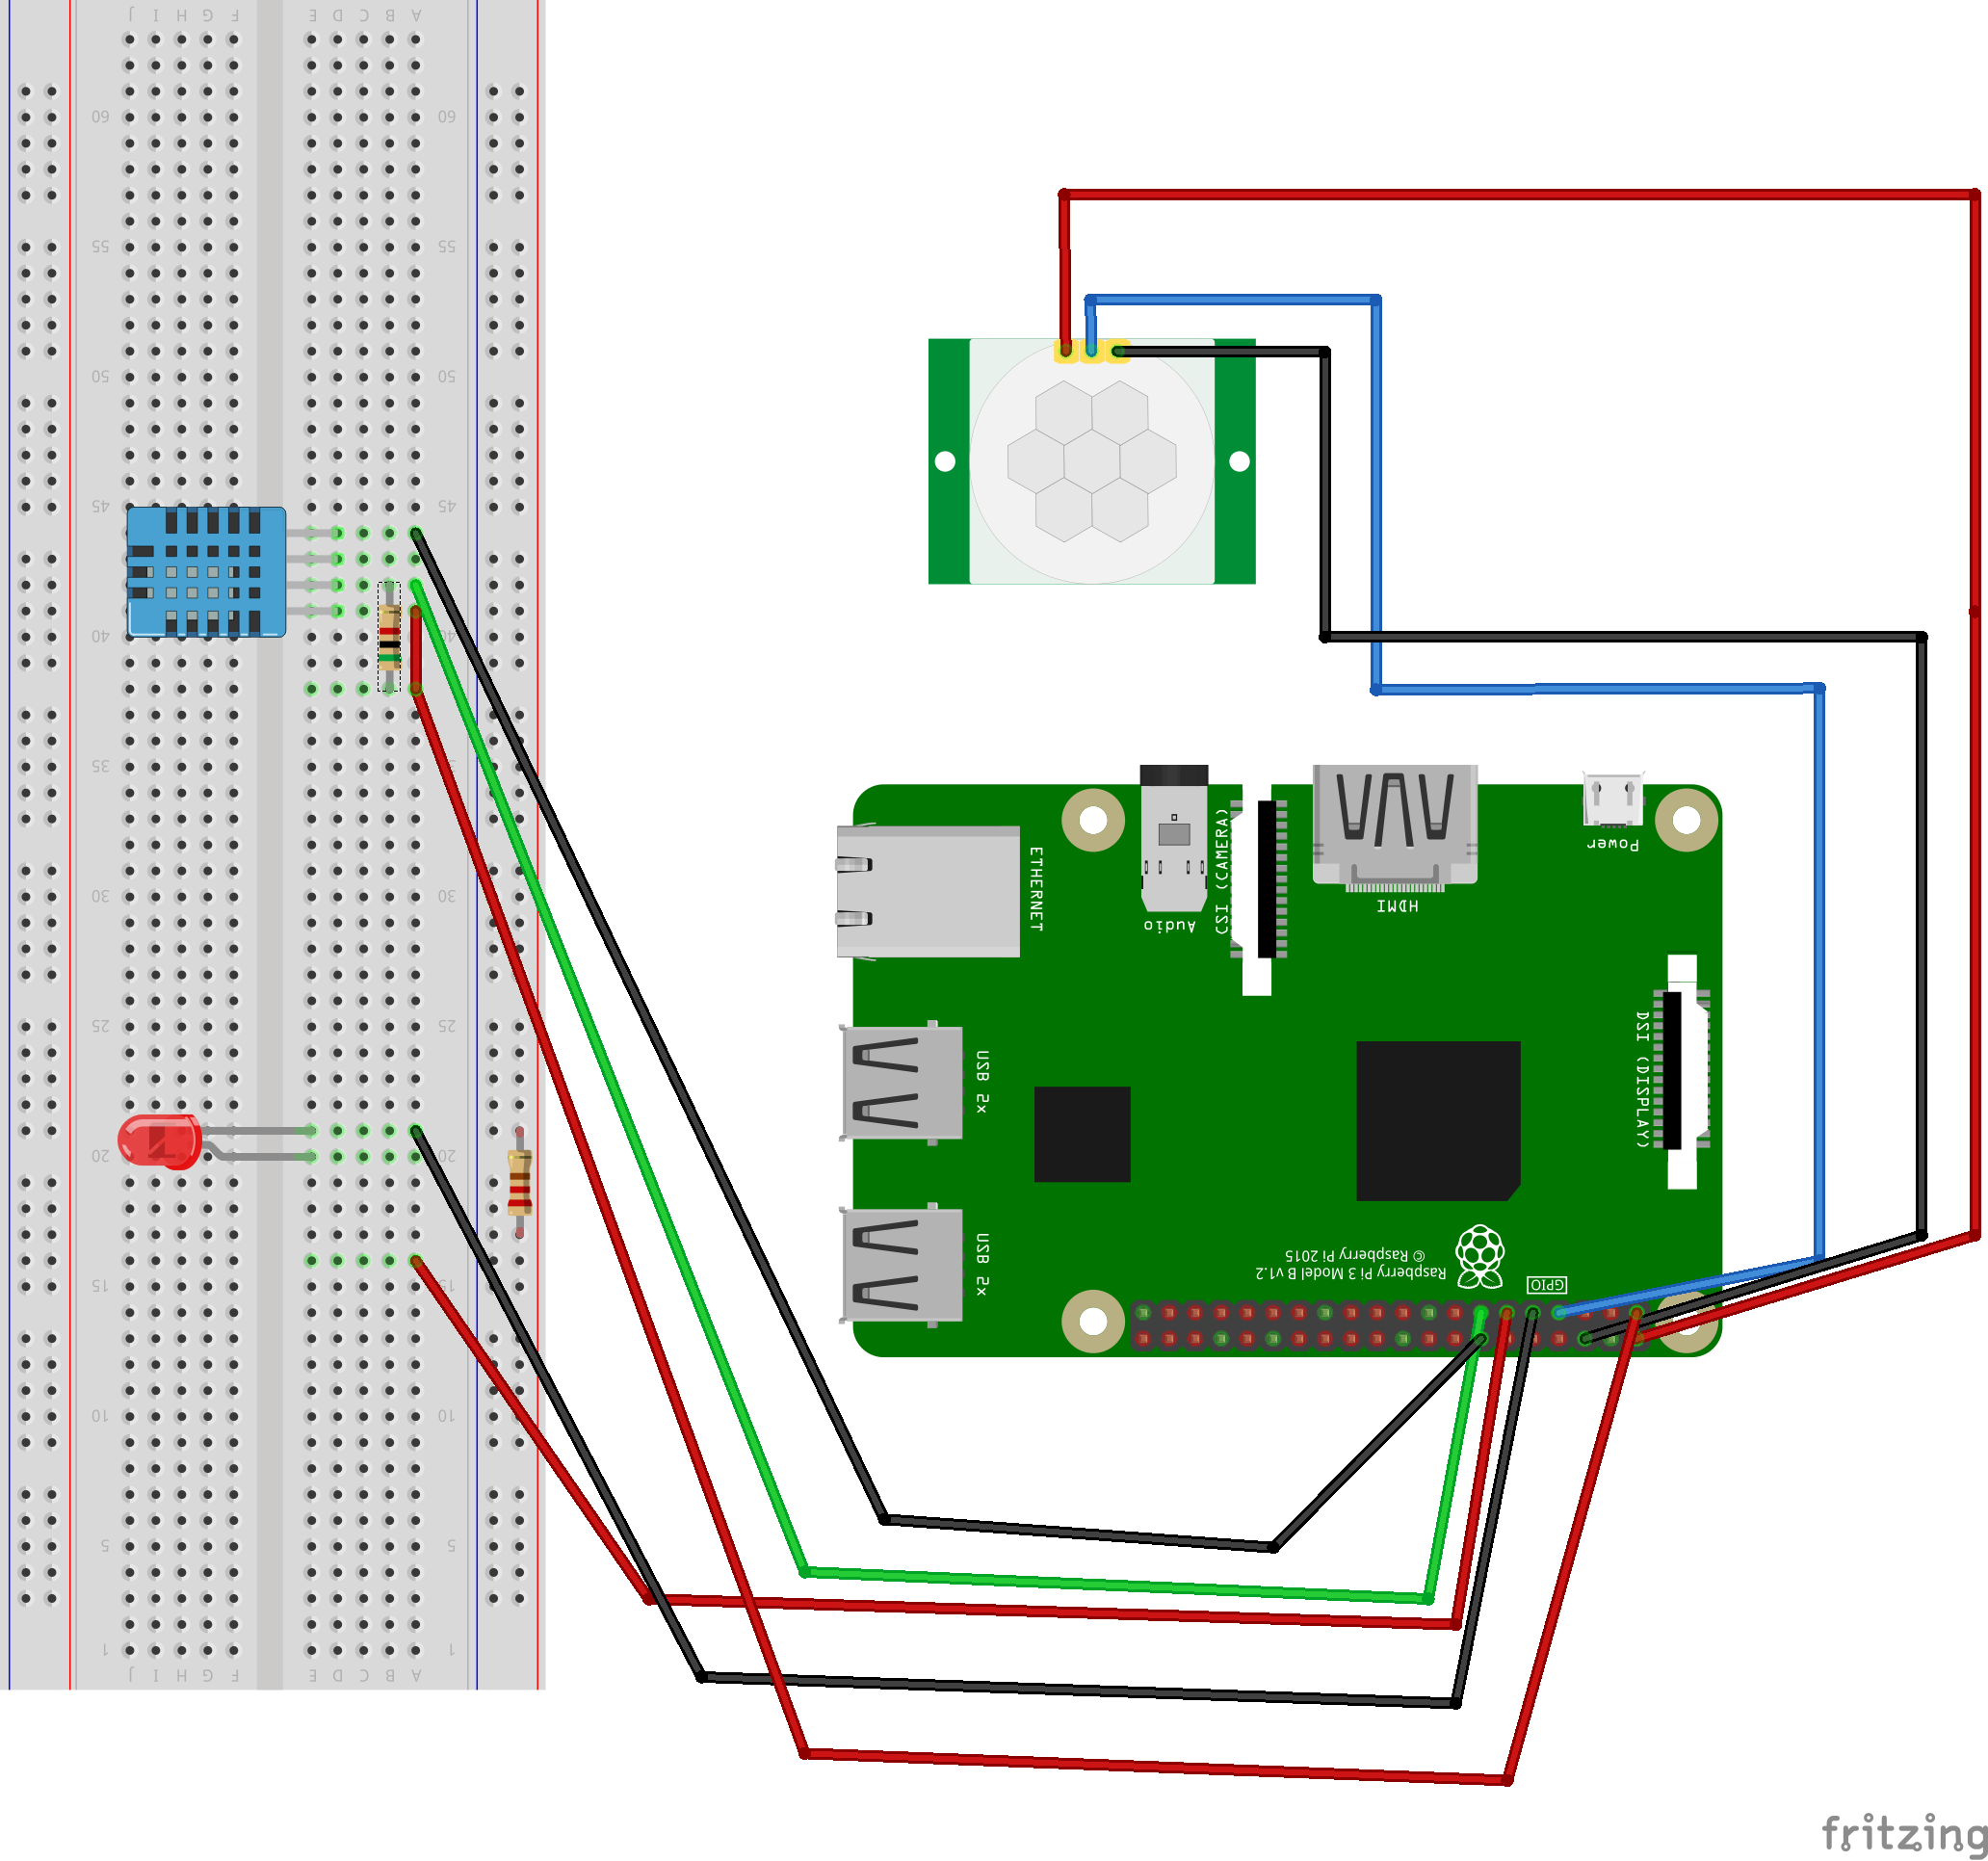 J I H G F E D C B A
60 60
55 55
50 50
45 45
40 40
35 3
30 30
25 25
20 20
15 15
10 10
5 5
1 1
J I H G F E D C B A
ETHERNET
Audio
CSI (CAMERA)
HDMI
Power
DSI (DISPLAY)
USB 2x
USB 2x
Raspberry Pi 3 Model B v1.2
© Raspberry Pi 2015
GPIO
fritzing